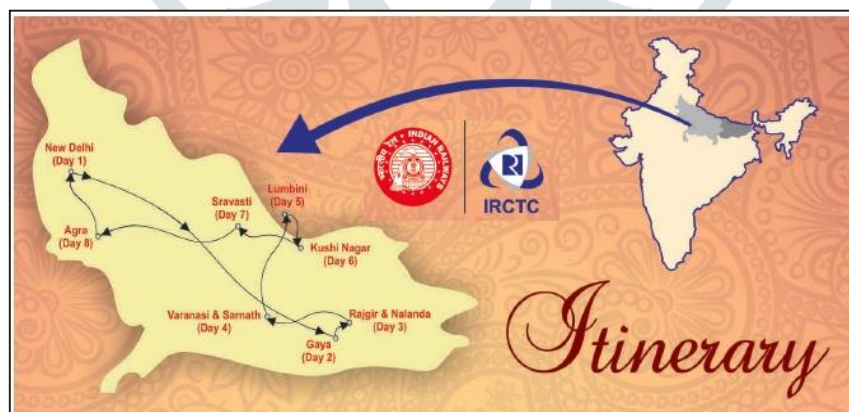 New Delhi
(Day 1)
Lumbini
(Day 5)
Sravasti
(Day 7)
Agra
(Day 8)
Kushi Nagar
(Day 6)
Varanasi & Sarnath
(Day 4)
Rajgir & Nalanda
(Day 3)
Gaya
(Day 2)
भारतीय रेल
INDIAN RAILWAYS
IRCTC
Itinerary